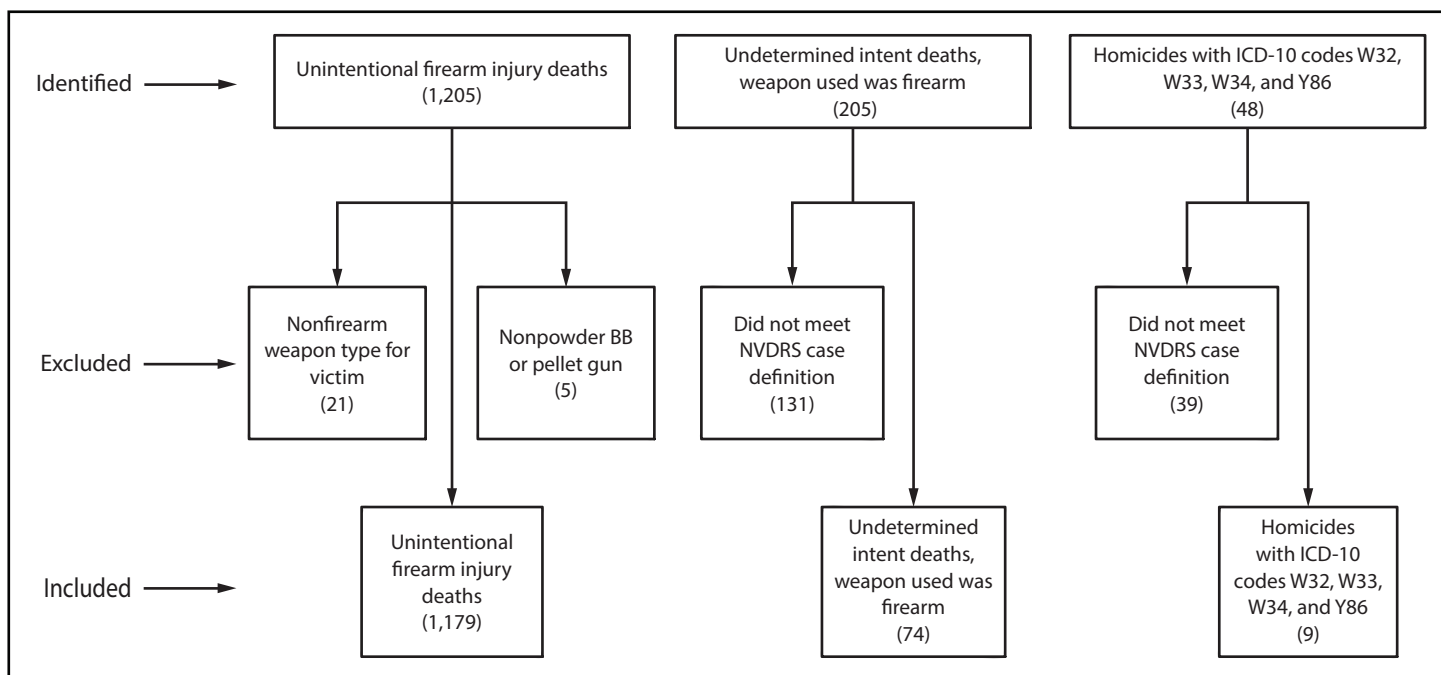 Identified
Unintentional firearm injury deaths
(1,205)
Undetermined intent deaths,
weapon used was firearm
(205)
Homicides with ICD-10 codes W32,
W33, W34, and Y86
(48)
Excluded
Nonfirearm
weapon type for
victim
(21)
Nonpowder BB
or pellet gun
(5)
Did not meet
NVDRS case
definition
(131)
Did not meet
NVDRS case
definition
(39)
Included
Unintentional
firearm injury
deaths
(1,179)
Undetermined
intent deaths,
weapon used was
firearm
(74)
Homicides
with ICD-10
codes W32, W33,
W34, and Y86
(9)